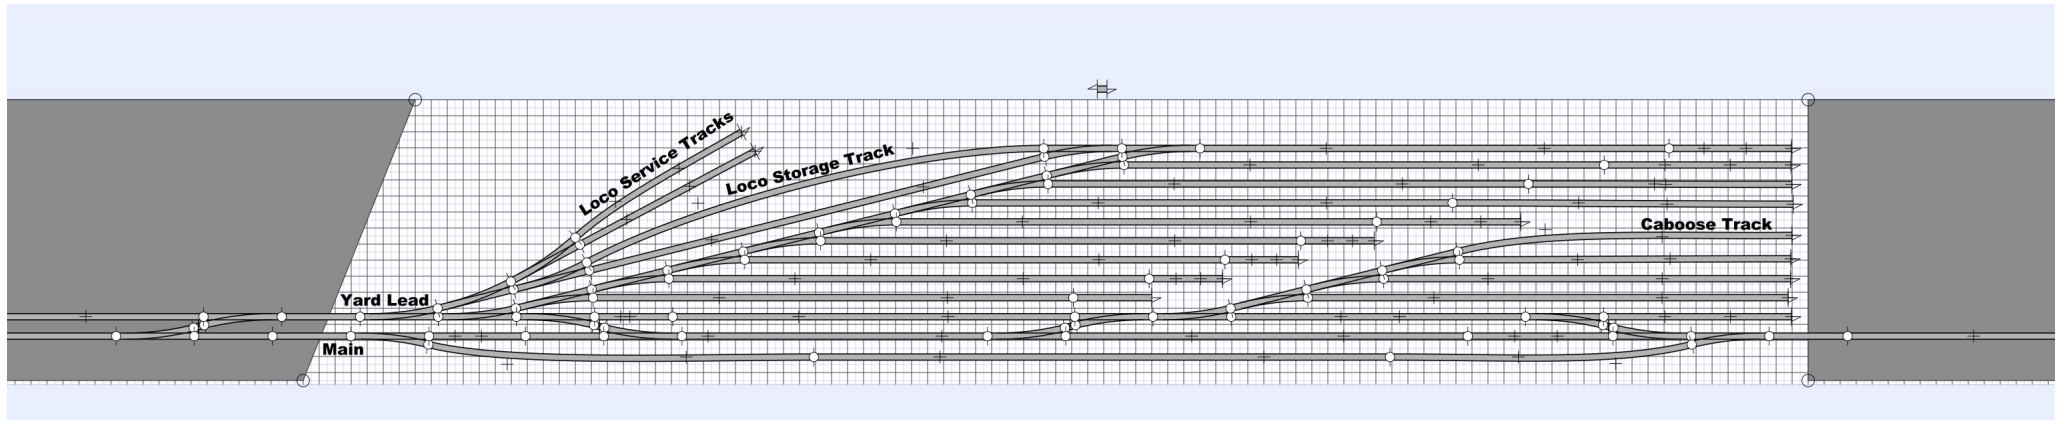 Loco Service Tracks
Loco Storage Track
Caboose Track
Yard Lead
Main